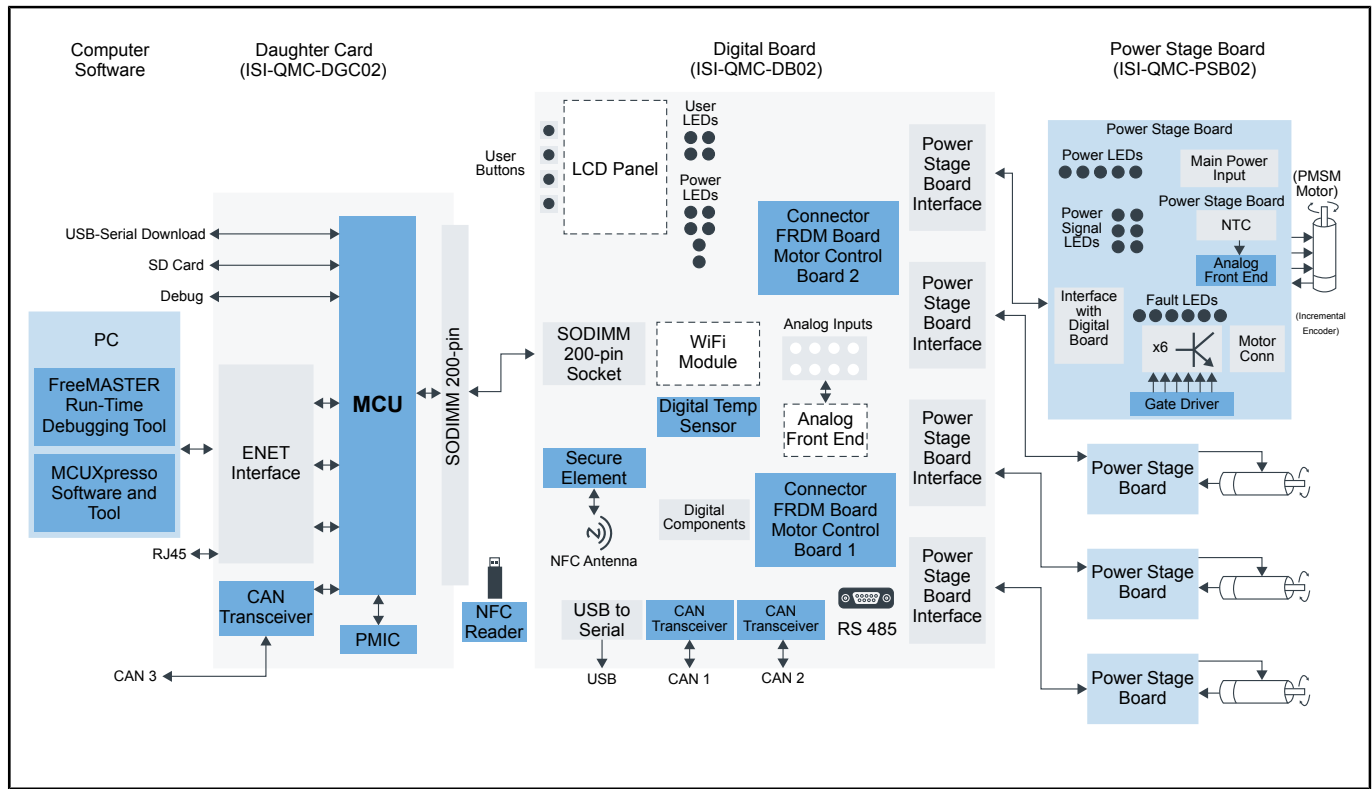 Computer
Software
Daughter Card
(ISI-QMC-DGC02)
Digital Board
(ISI-QMC-DB02)
Power Stage Board
(ISI-QMC-PSB02)
USB-Serial Download
SD Card
Debug
PC
FreeMASTER
Run-Time
Debugging Tool
MCUXpresso
Software and
Tool
RJ45
CAN 3
ENET
Interface
CAN
Transceiver
MCU
PMIC
SODIMM 200-pin
NFC
Reader
User
Buttons
LCD Panel
User
LEDs
Power
LEDs
Connector
FRDM Board
Motor Control
Board 2
SODIMM
200-pin
Socket
WiFi
Module
Digital Temp
Sensor
Analog Inputs
Analog
Front End
Secure
Element
NFC Antenna
Digital
Components
Connector
FRDM Board
Motor Control
Board 1
USB to
Serial
USB
CAN
Transceiver
CAN 1
CAN
Transceiver
CAN 2
RS 485
Power
Stage
Board
Interface
Power
Stage
Board
Interface
Power
Stage
Board
Interface
Power
Stage
Board
Interface
Power Stage Board
Power LEDs
Main Power
Input
Power
Signal
LEDs
Power Stage Board
NTC
Analog
Front End
Interface
with
Digital
Board
Fault LEDs
x6
Motor
Conn
Gate Driver
(PMSM
Motor)
(Incremental
Encoder)
Power Stage
Board
Power Stage
Board
Power Stage
Board